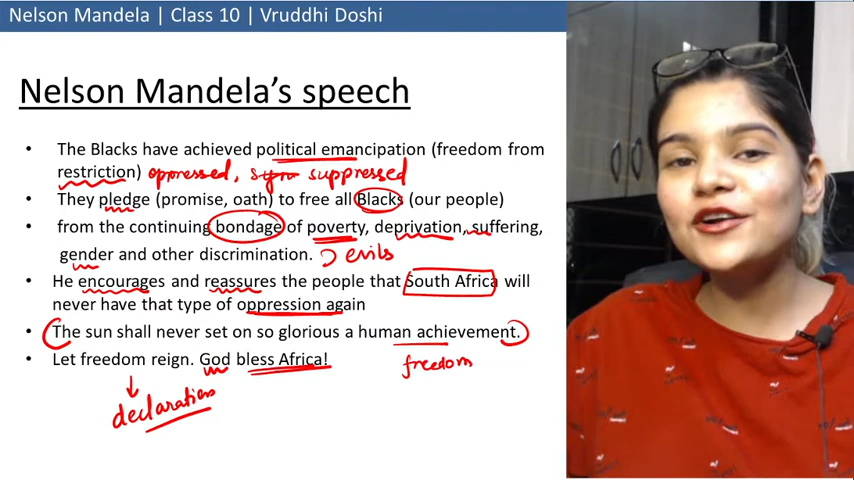 Nelson Mandela | Class 10 | Vruddhi Doshi
Nelson Mandela's speech
• The Blacks have achieved political emancipation (freedom from
restriction) oppressed, suppressed
• They pledge (promise, oath) to free all Blacks (our people)
• from the continuing bondage of poverty, deprivation, suffering,
gender and other discrimination. evils
• He encourages and reassures the people that South Africa will
never have that type of oppression again
• The sun shall never set on so glorious a human achievement.
• Let freedom reign. God bless Africa!
freedom
declaration